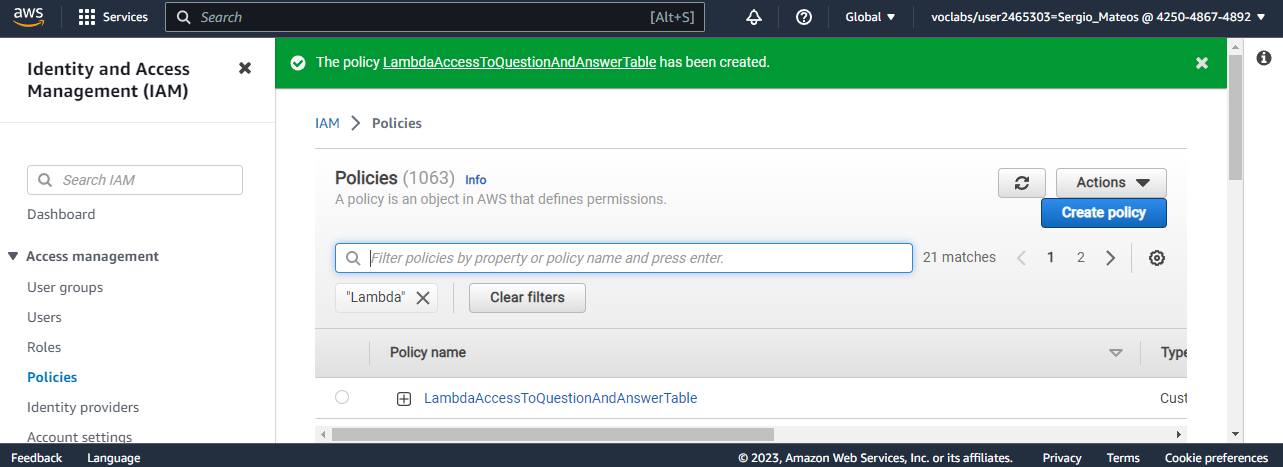 aws
Services
Search
[Alt+S]
Global
voclabs/user2465303=Sergio_Mateos @ 4250-4867-4892
Identity and Access
Management (IAM)
Search IAM
Dashboard
Access management
User groups
Users
Roles
Policies
Identity providers
Account settings
The policy LambdaAccessToQuestionAndAnswerTable has been created.
IAM > Policies
Policies (1063) Info
A policy is an object in AWS that defines permissions.
Actions
Create policy
Filter policies by property or policy name and press enter.
21 matches
1
2
"Lambda"
Clear filters
Policy name
Type
LambdaAccessToQuestionAndAnswerTable
Cust
Feedback
Language
© 2023, Amazon Web Services, Inc. or its affiliates.
Privacy
Terms
Cookie preferences